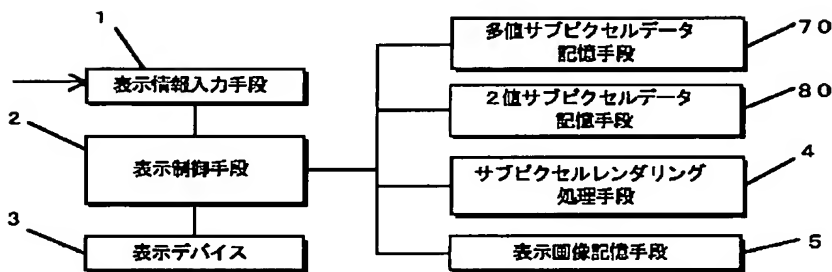 1
表示情報入力手段
2
表示制御手段
3
表示デバイス
多値サブピクセルデータ
記憶手段
70
2値サブピクセルデータ
記憶手段
80
サブピクセルレンダリング
処理手段
4
表示画像記憶手段
5